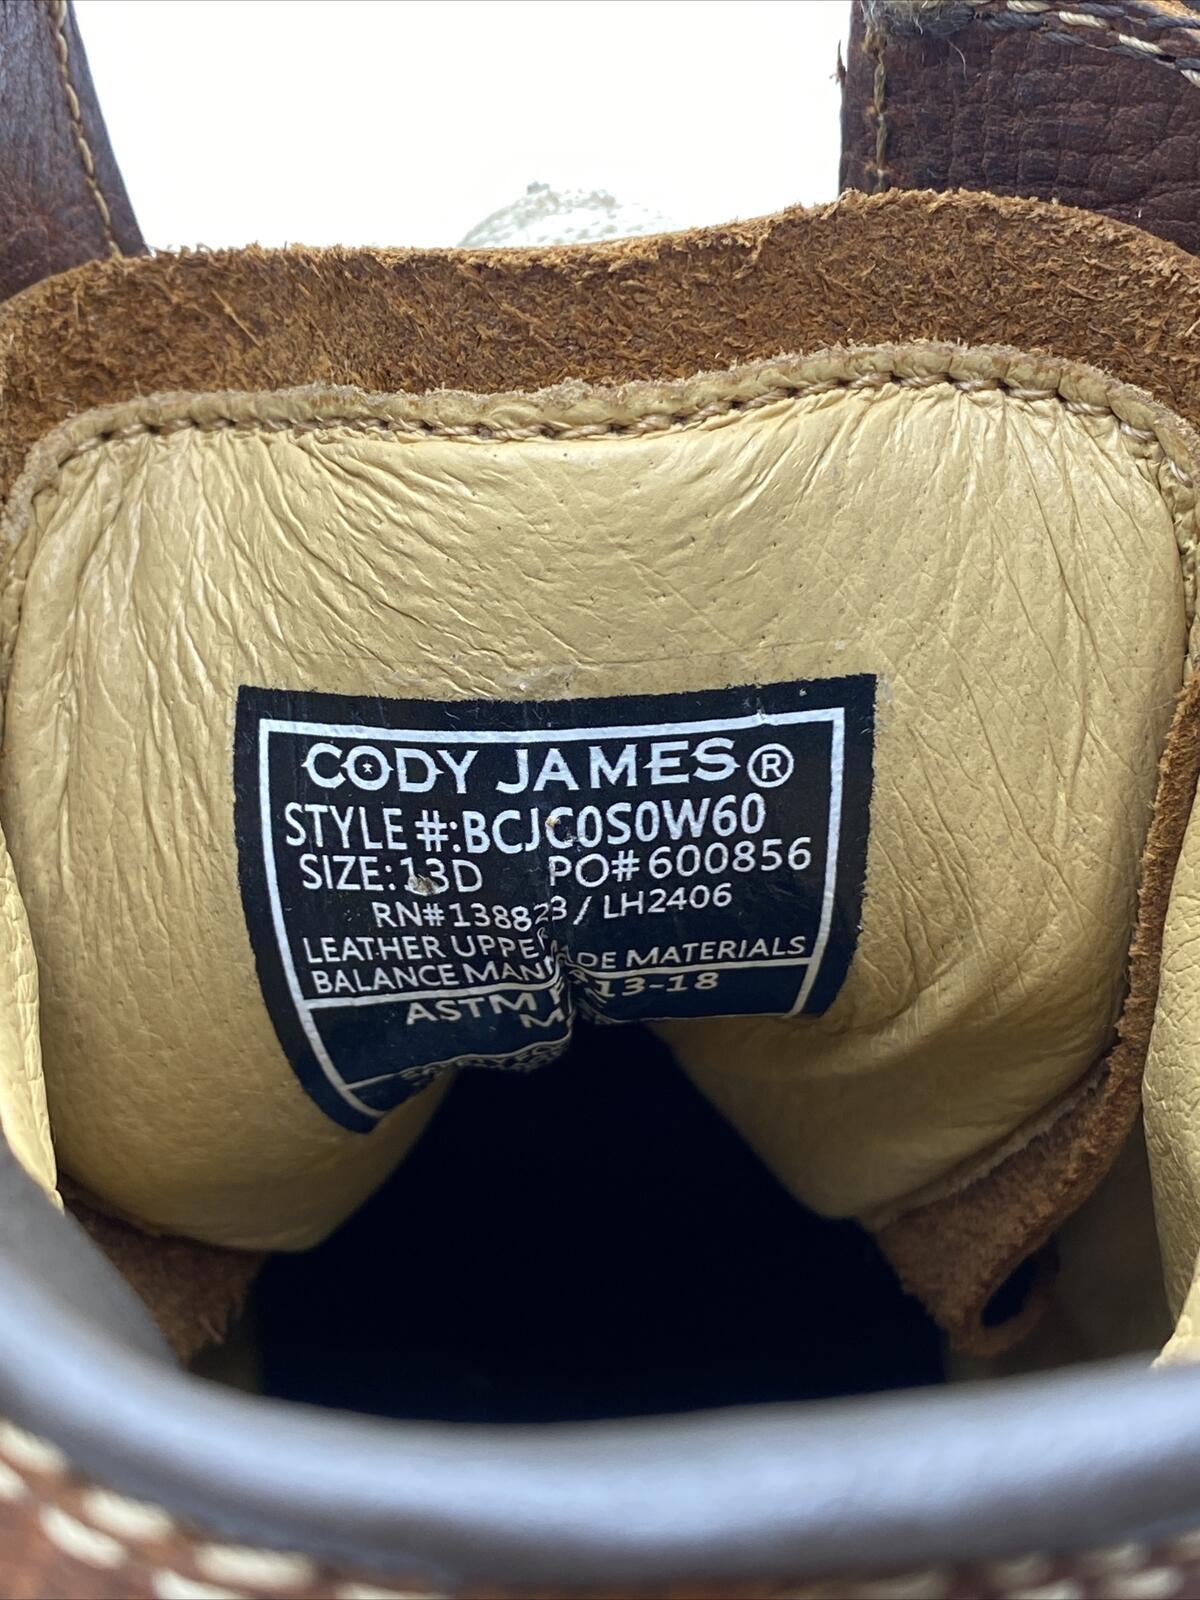 CODY JAMES®
STYLE #:BCJC0S0W60
SIZE:13D PO#600856
RN#138823 / LH2406
LEATHER UPPE DE MATERIALS
BALANCE MAN
ASTM 13-18